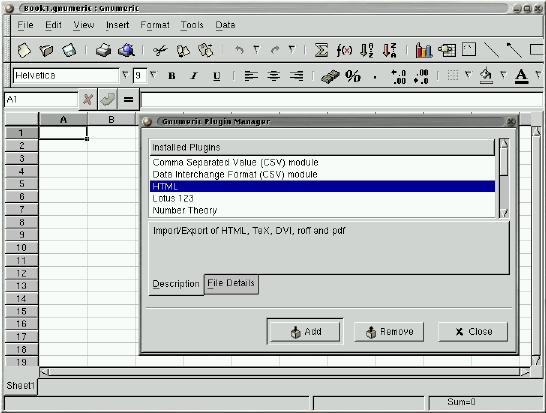 Book1.gnumeric : Gnumeric
File Edit View Insert Format Tools Data
f(x)
Helvetica 9 B I U % A
A1 =
A B
Gnumeric Plugin Manager
Installed Plugins
Comma Separated Value (CSV) module
Data Interchange Format (CSV) module
HTML
Lotus 123
Number Theory
Import/Export of HTML, TeX, DVI, roff and pdf
Description File Details
Add Remove Close
1
2
3
4
5
6
7
8
9
10
11
12
13
14
15
16
17
18
19
Sheet1
Sum=0